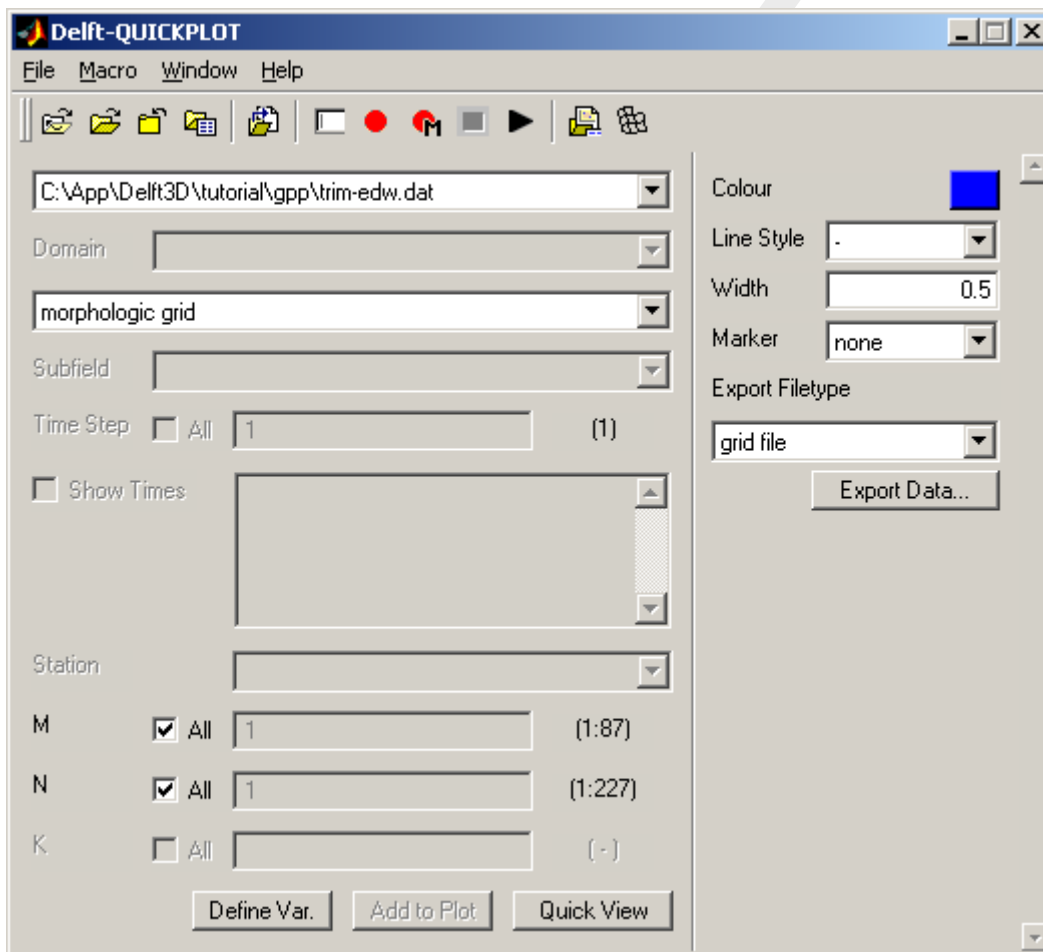 Delft-QUICKPLOT
File Macro Window Help
M
C:\App\Delft3D\tutorial\gpp\trim-edw.dat
Domain
morphologic grid
Subfield
Time Step All 1 (1)
Show Times
Station
M All 1 (1:87)
N All 1 (1:227)
K All (-)
Define Var. Add to Plot Quick View
Colour
Line Style -
Width 0.5
Marker none
Export Filetype
grid file
Export Data...